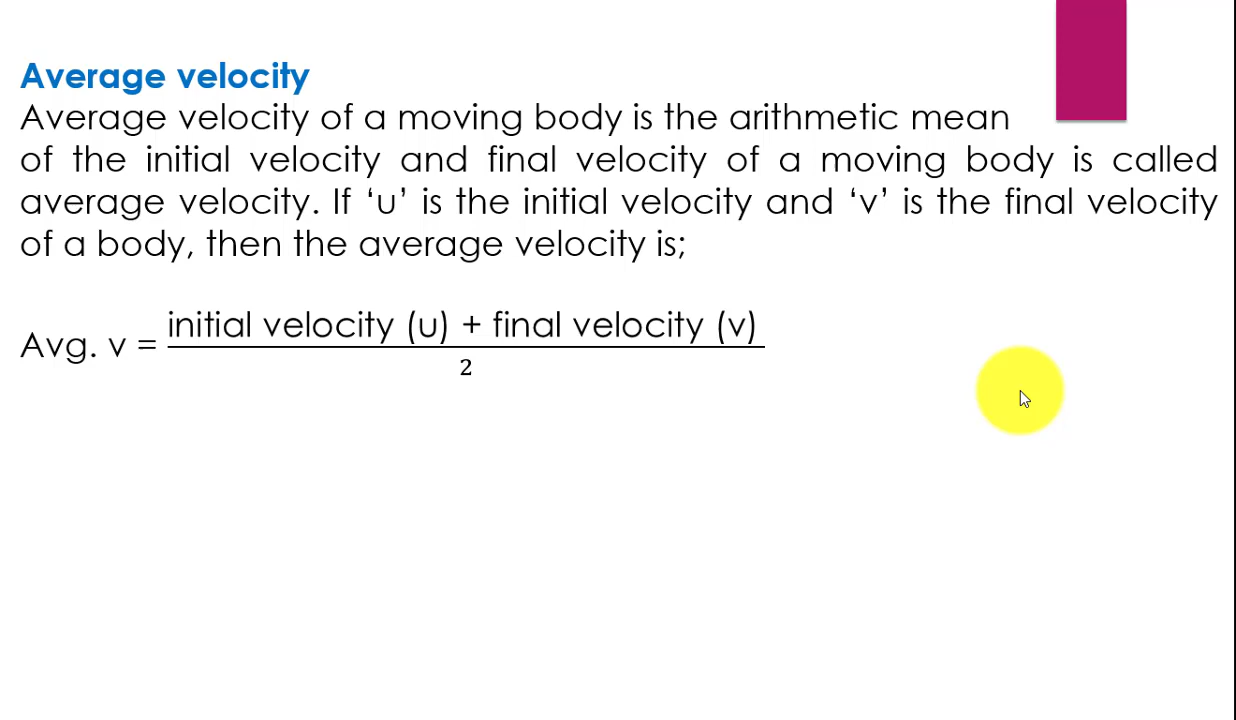 Average velocity
Average velocity of a moving body is the arithmetic mean
of the initial velocity and final velocity of a moving body is called
average velocity. If ‘u’ is the initial velocity and ‘v’ is the final velocity
of a body, then the average velocity is;
initial velocity (u) + final velocity (v)
Avg. v =
2